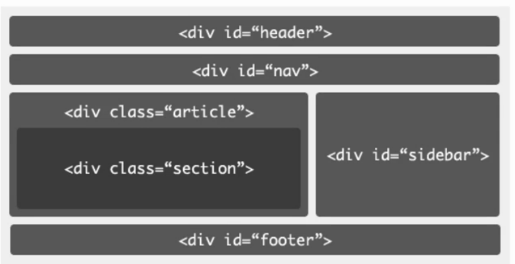 <div id=“header”>
<div id=“nav”>
<div class=“article”>
<div class=“section”>
<div id=“sidebar”>
<div id=“footer”>